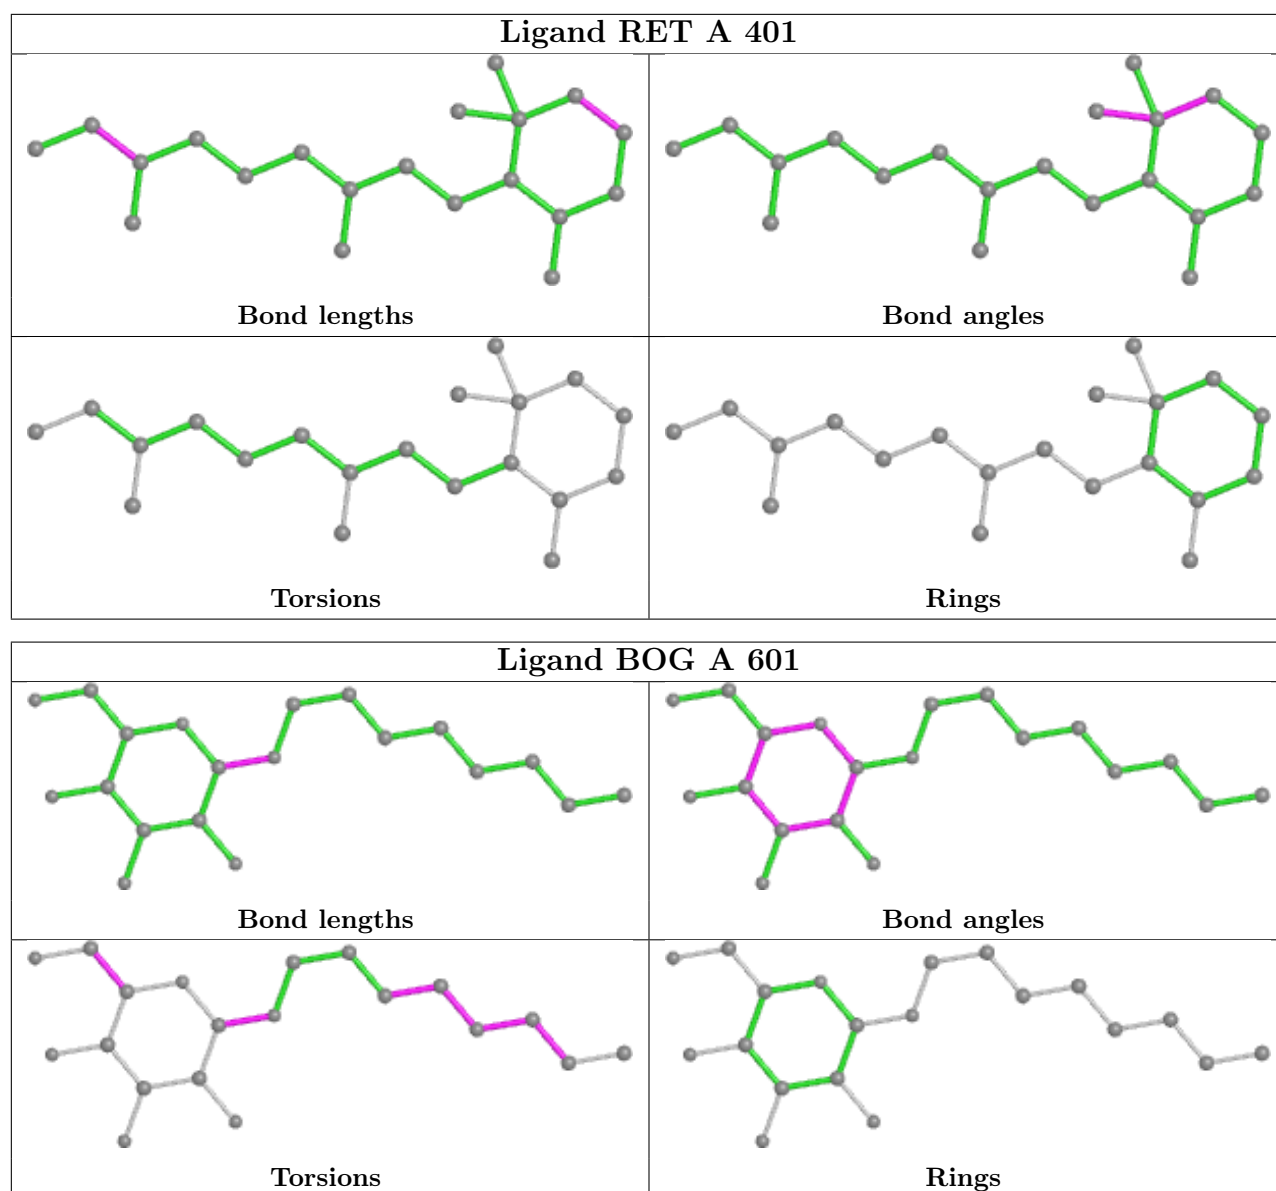 Ligand RET A 401
Bond lengths
Bond angles
Torsions
Rings
Ligand BOG A 601
Bond lengths
Bond angles
Torsions
Rings